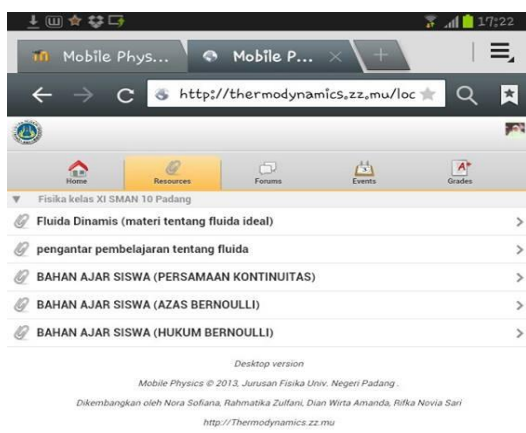 17:22
Mobile Phys...
Mobile P...
http://thermodynamics.zz.mu/loc
Home Resources Forums Events Grades
Fisika kelas XI SMAN 10 Padang
Fluida Dinamis (materi tentang fluida ideal)
pengantar pembelajaran tentang fluida
BAHAN AJAR SISWA (PERSAMAAN KONTINUITAS)
BAHAN AJAR SISWA (AZAS BERNOULLI)
BAHAN AJAR SISWA (HUKUM BERNOULLI)
Desktop version
Mobile Physics © 2013, Jurusan Fisika Univ. Negeri Padang .
Dikembangkan oleh Nora Sofiana, Rahmatika Zulfani, Dian Wirta Amanda, Rifka Novia Sari
http://Thermodynamics.zz.mu